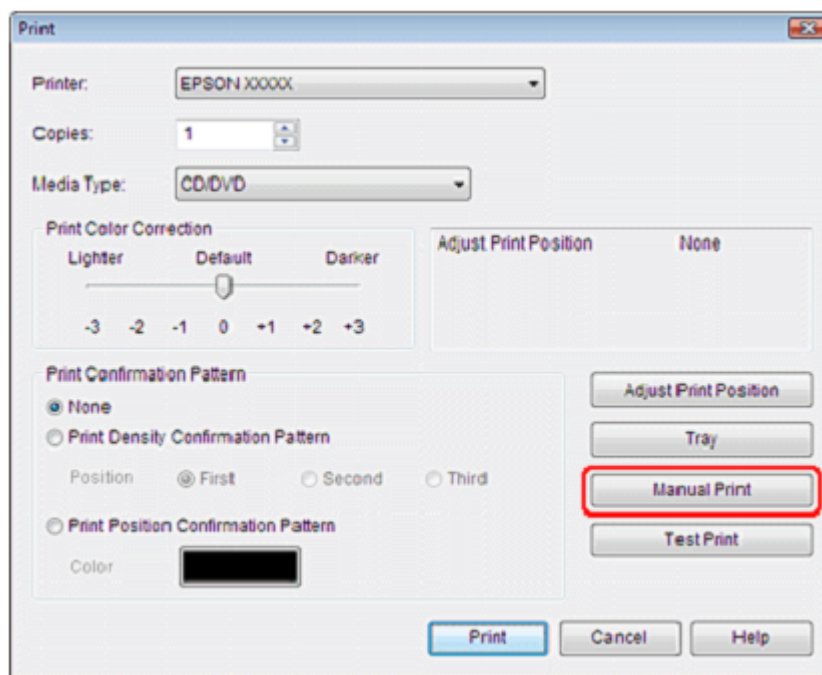 Print
Printer: EPSON XXXXX
Copies: 1
Media Type: CD/DVD
Print Color Correction
Lighter Default Darker
-3 -2 -1 0 +1 +2 +3
Adjust Print Position None
Print Confirmation Pattern
None
Print Density Confirmation Pattern
Position First Second Third
Print Position Confirmation Pattern
Color
Adjust Print Position
Tray
Manual Print
Test Print
Print Cancel Help